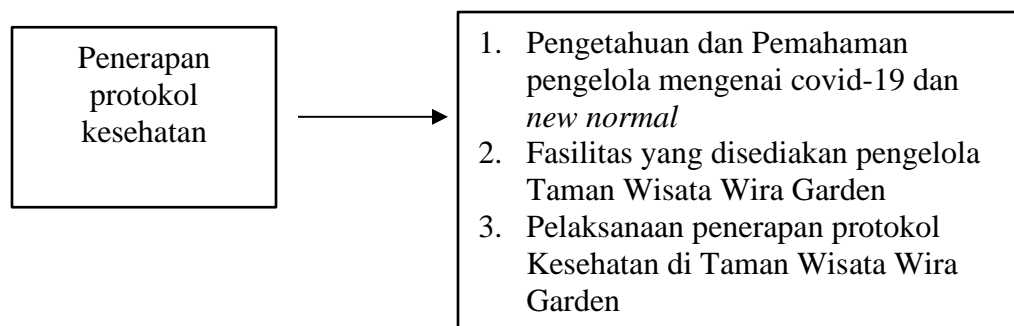 Penerapan
protokol
kesehatan
1. Pengetahuan dan Pemahaman
pengelola mengenai covid-19 dan
new normal
2. Fasilitas yang disediakan pengelola
Taman Wisata Wira Garden
3. Pelaksanaan penerapan protokol
Kesehatan di Taman Wisata Wira
Garden